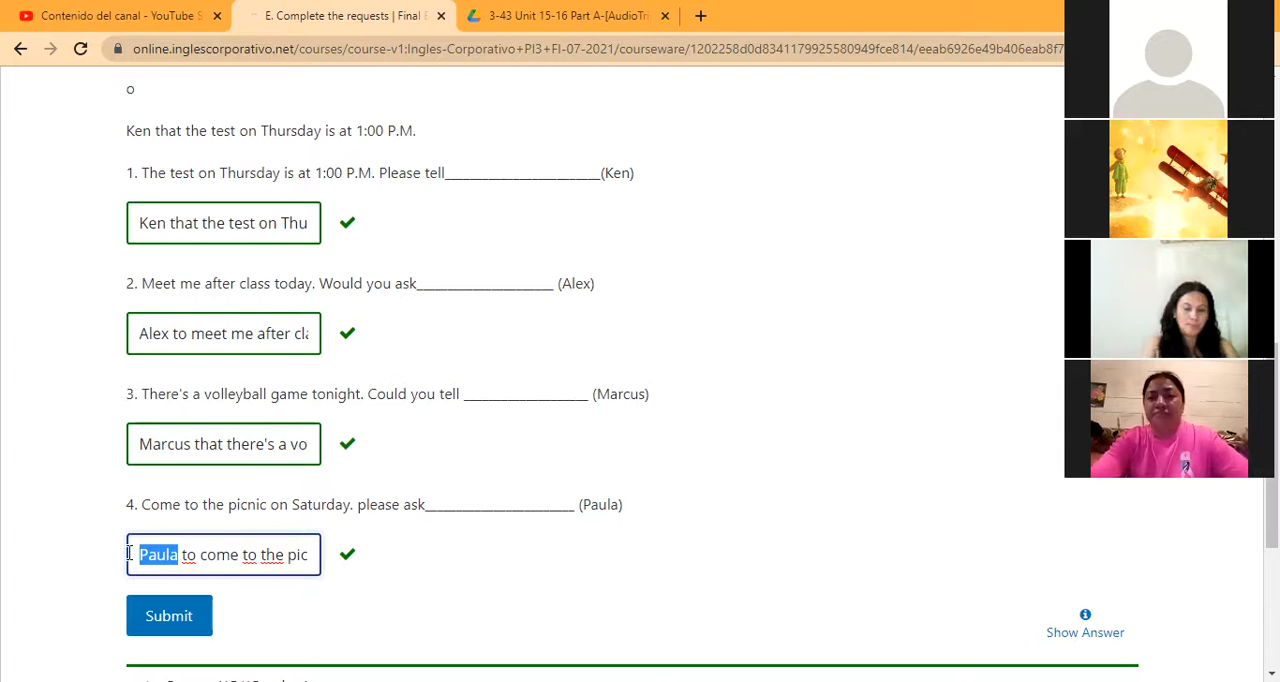 Contenido del canal - YouTube S
E. Complete the requests | Final E
3-43 Unit 15-16 Part A-[AudioTri
online.inglescorporativo.net/courses/course-v1:Ingles-Corporativo+PI3+FI-07-2021/courseware/1202258d0d8341179925580949fce814/eeab6926e49b406eab8f7
o
Ken that the test on Thursday is at 1:00 P.M.
1. The test on Thursday is at 1:00 P.M. Please tell______________________(Ken)
Ken that the test on Thu
2. Meet me after class today. Would you ask___________________ (Alex)
Alex to meet me after cla
3. There's a volleyball game tonight. Could you tell _________________ (Marcus)
Marcus that there's a vo
4. Come to the picnic on Saturday. please ask_____________________ (Paula)
Paula to come to the pic
Submit
Show Answer